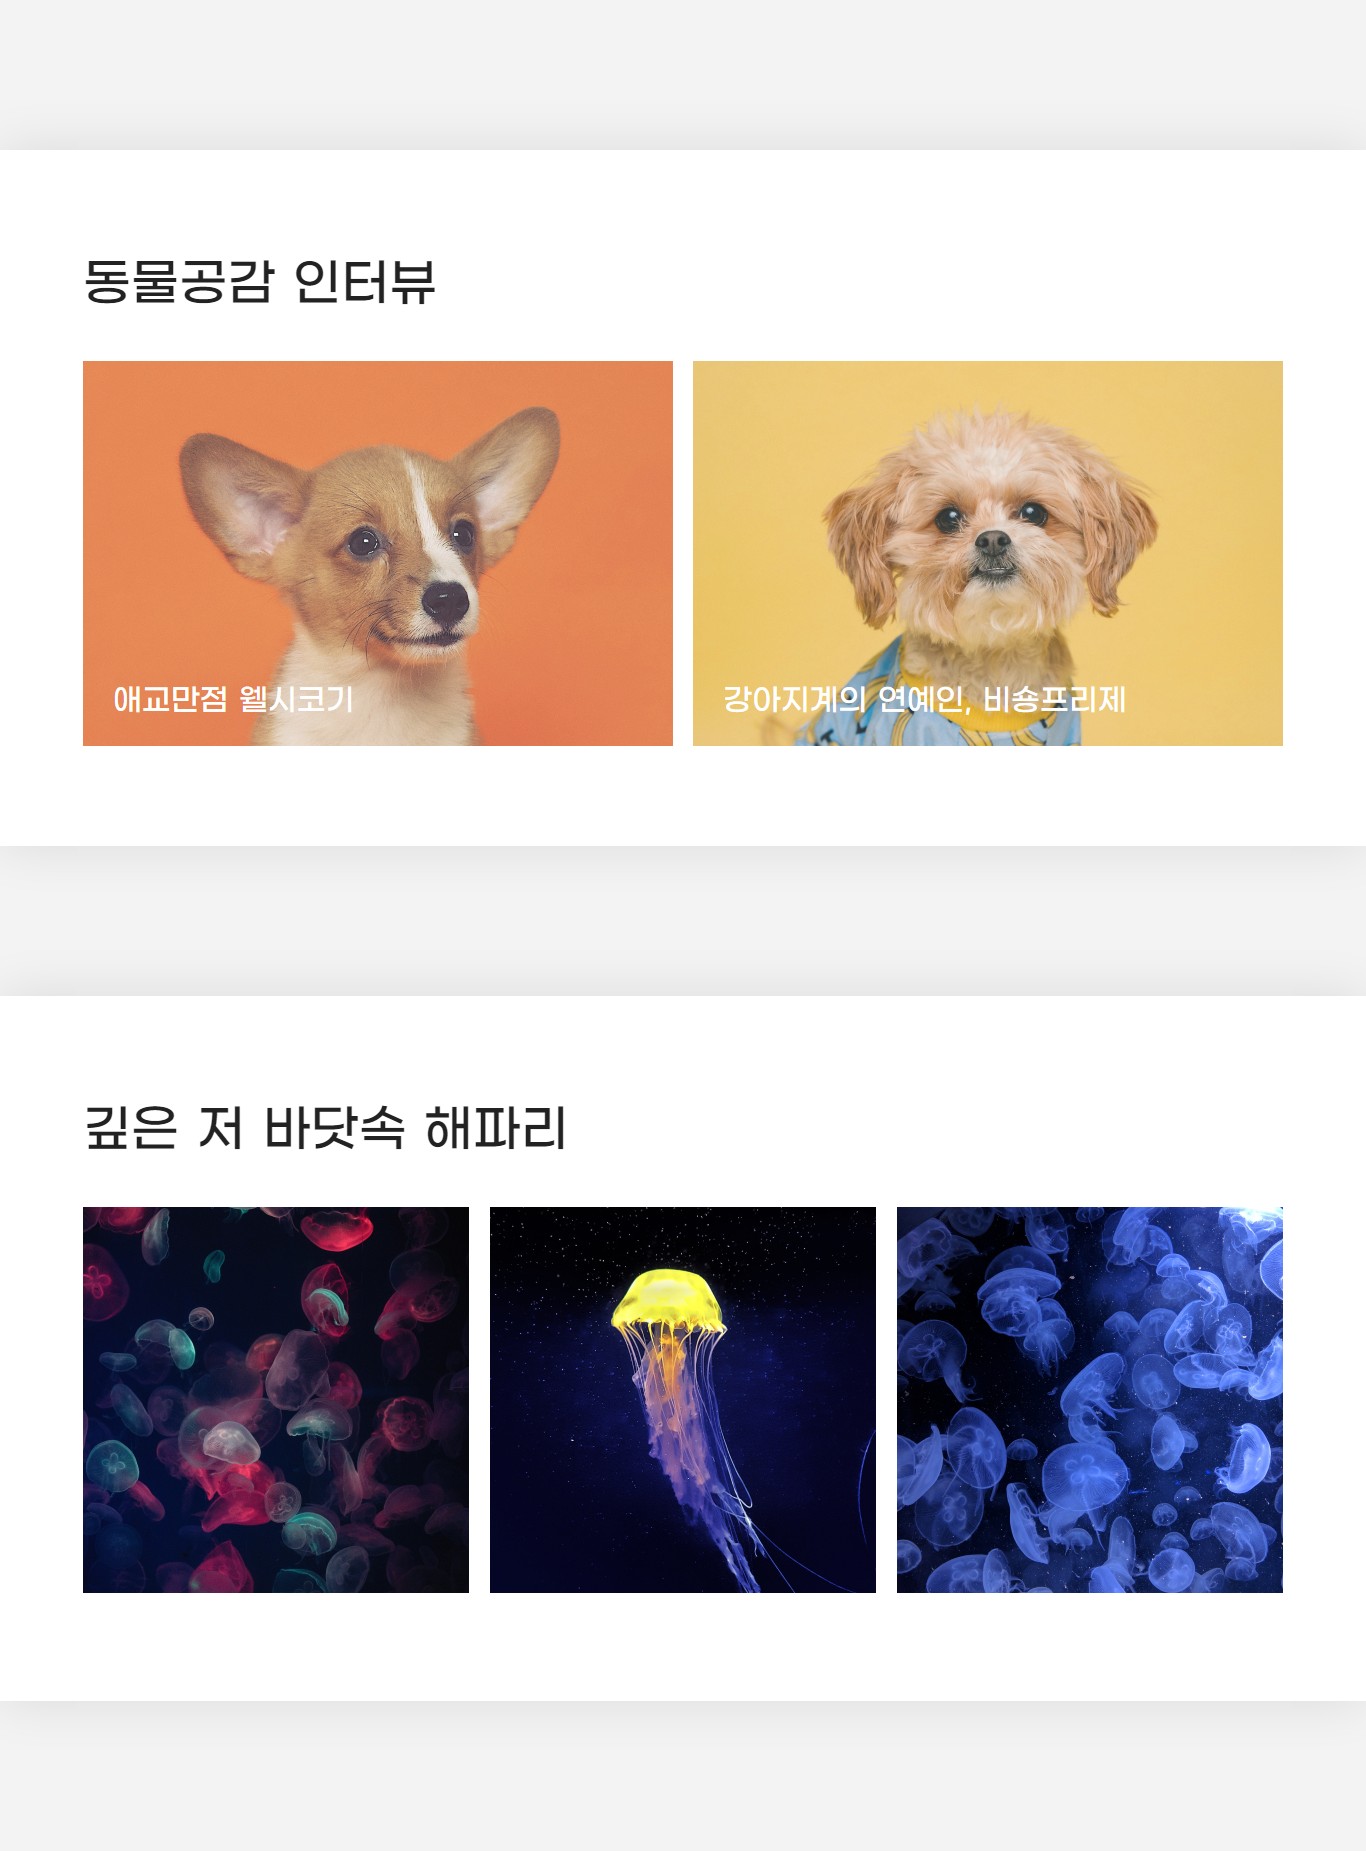 동물공감 인터뷰
애교만점 웰시코기
강아지계의 연예인, 비숑프리제
깊은 저 바닷속 해파리